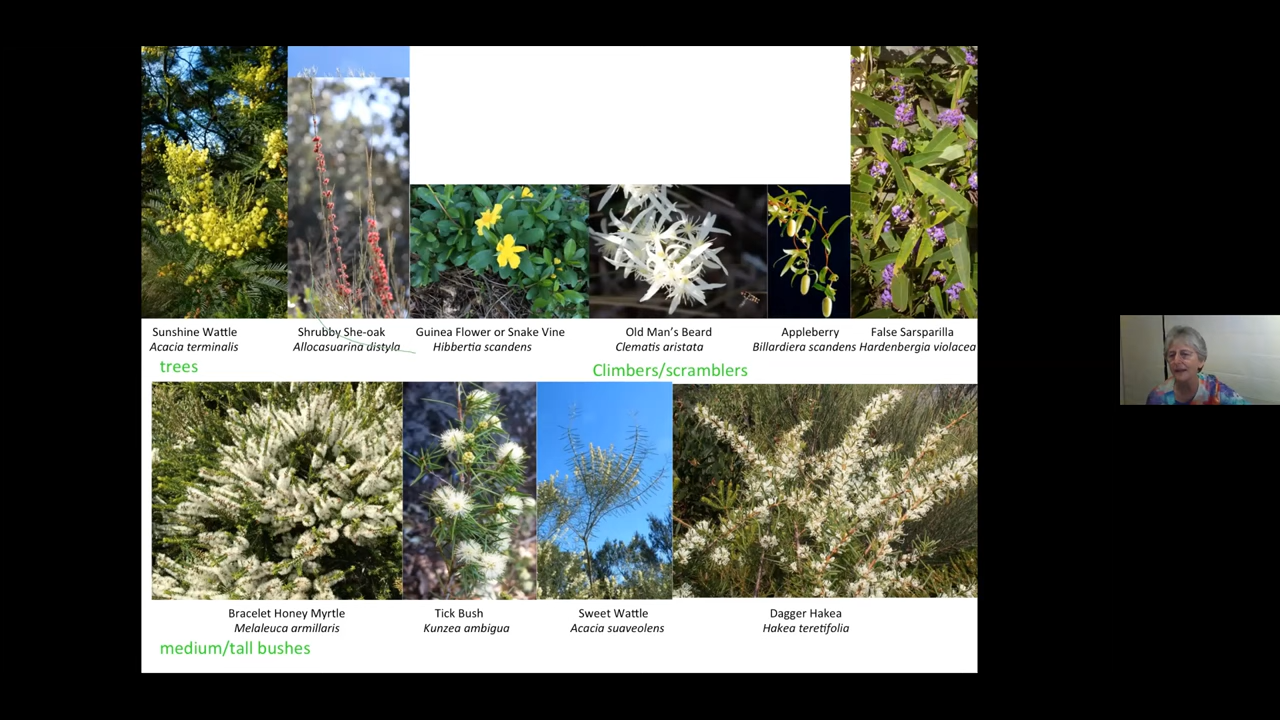 Sunshine Wattle
Acacia terminalis
Shrubby She-oak
Allocasuarina distyla
Guinea Flower or Snake Vine
Hibbertia scandens
Old Man's Beard
Clematis aristata
Appleberry
Billardiera scandens
False Sarsparilla
Hardenbergia violacea
trees
Climbers/scramblers
Bracelet Honey Myrtle
Melaleuca armillaris
Tick Bush
Kunzea ambigua
Sweet Wattle
Acacia suaveolens
Dagger Hakea
Hakea teretifolia
medium/tall bushes